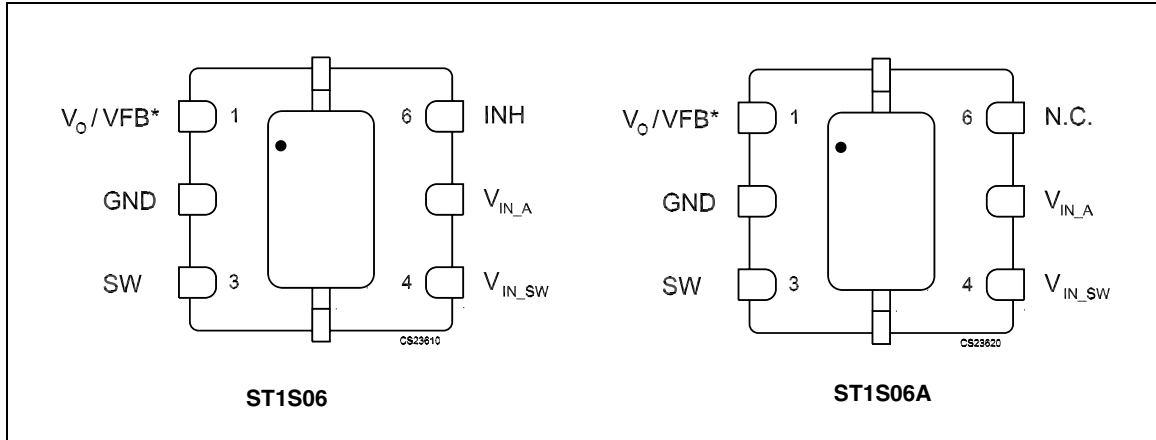 V_O / VFB* 1 6 INH
GND V_IN_A
SW 3 4 V_IN_SW
CS23610
ST1S06
V_O / VFB* 1 6 N.C.
GND V_IN_A
SW 3 4 V_IN_SW
CS23620
ST1S06A